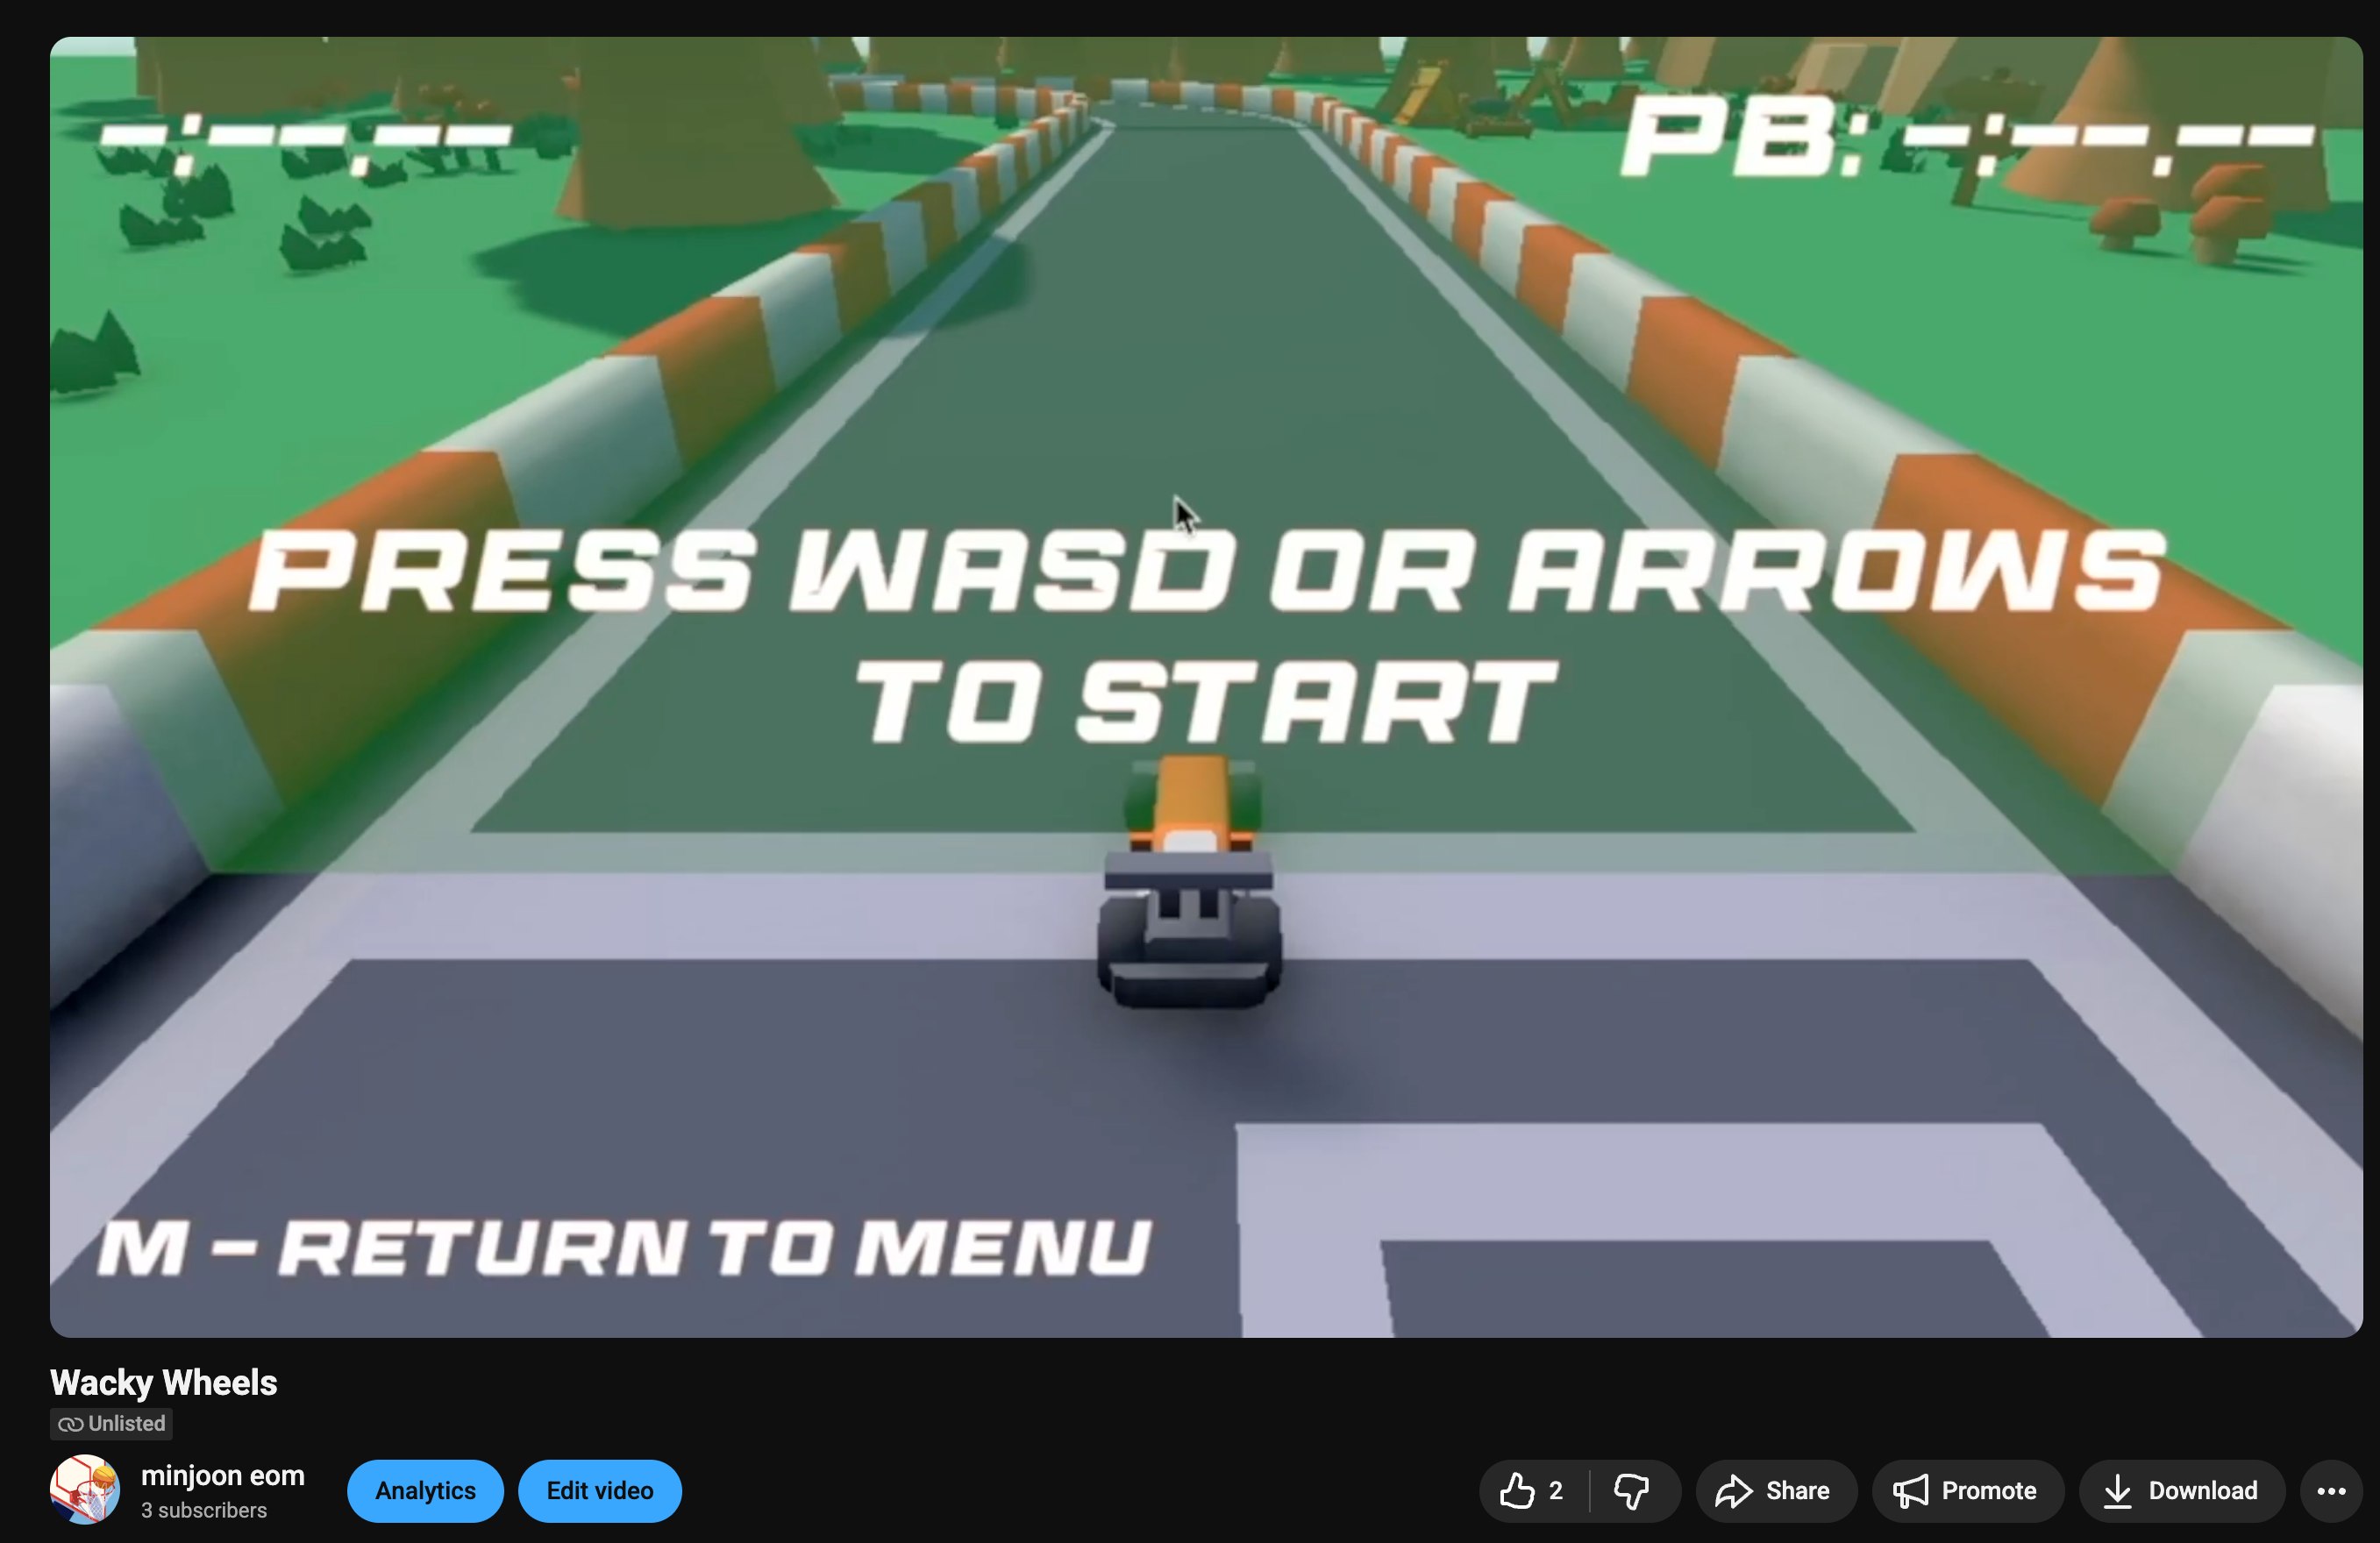 -:--.--
PB: -:--.--
PRESS WASD OR ARROWS
TO START
M - RETURN TO MENU
Wacky Wheels
Unlisted
minjoon eom
3 subscribers
Analytics
Edit video
2
Share
Promote
Download